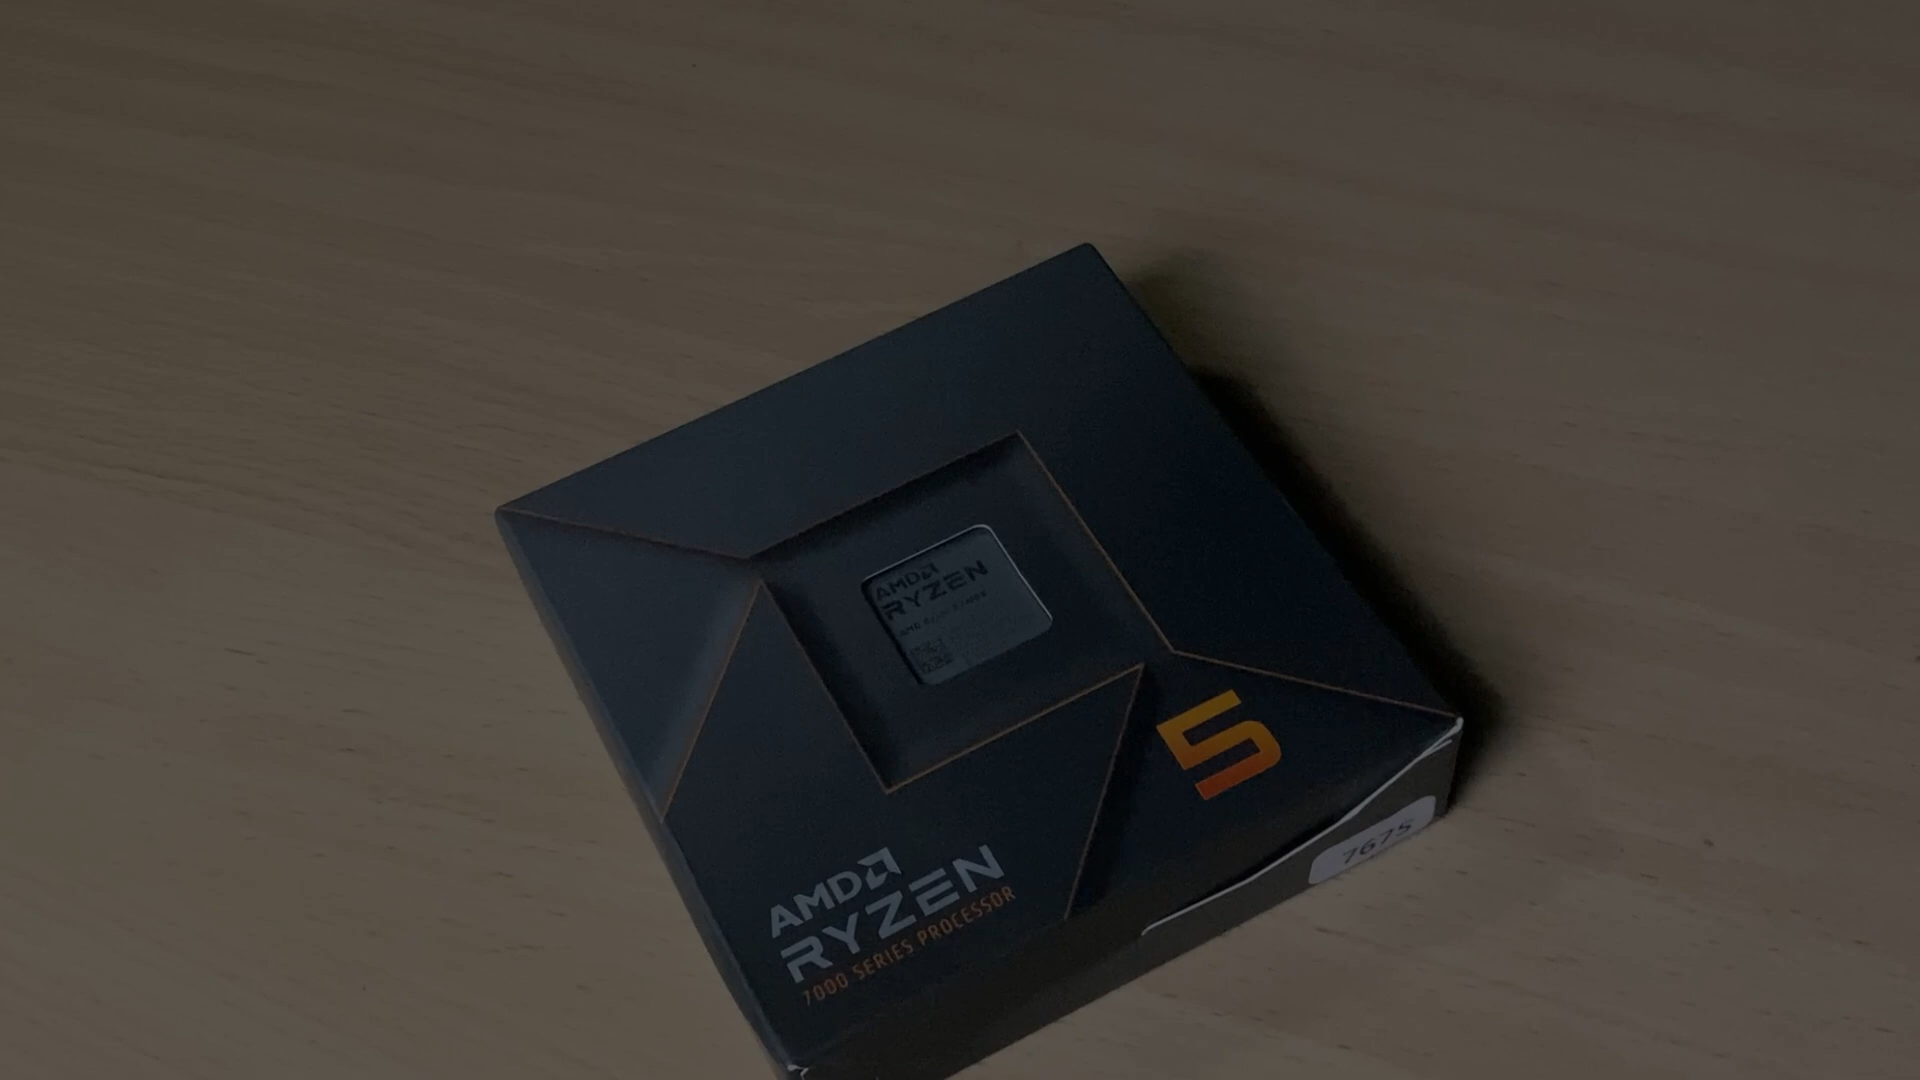 AMD
RYZEN
AMD
RYZEN
7000 SERIES PROCESSOR
5
7675